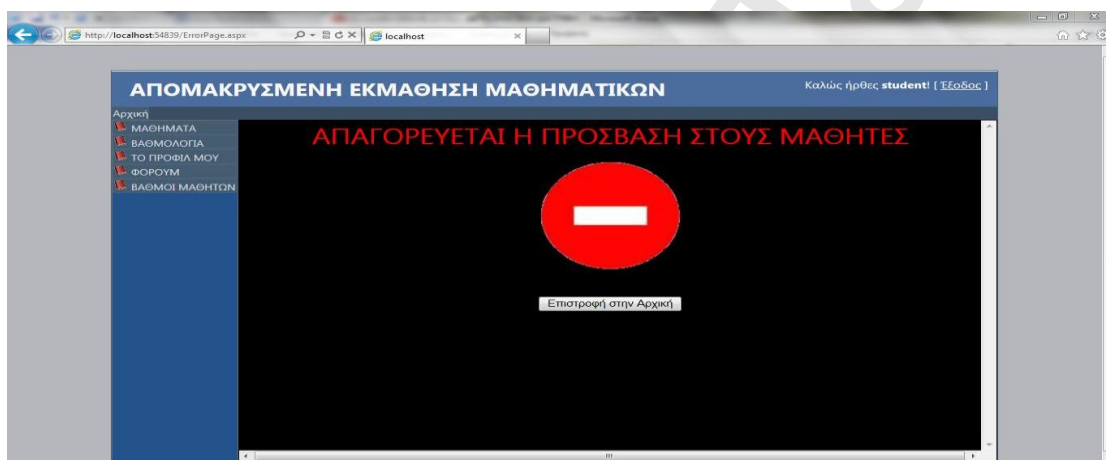 http://localhost:54839/ErrorPage.aspx
localhost
ΑΠΟΜΑΚΡΥΣΜΕΝΗ ΕΚΜΑΘΗΣΗ ΜΑΘΗΜΑΤΙΚΩΝ
Καλώς ήρθες student! [ Έξοδος ]
Αρχική
ΜΑΘΗΜΑΤΑ
ΒΑΘΜΟΛΟΓΙΑ
ΤΟ ΠΡΟΦΙΛ ΜΟΥ
ΦΟΡΟΥΜ
ΒΑΘΜΟΙ ΜΑΘΗΤΩΝ
ΑΠΑΓΟΡΕΥΕΤΑΙ Η ΠΡΟΣΒΑΣΗ ΣΤΟΥΣ ΜΑΘΗΤΕΣ
Επιστροφή στην Αρχική